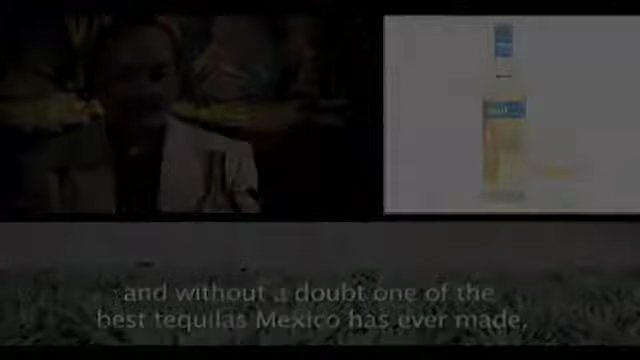 and without a doubt one of the
best tequilas Mexico has ever made,